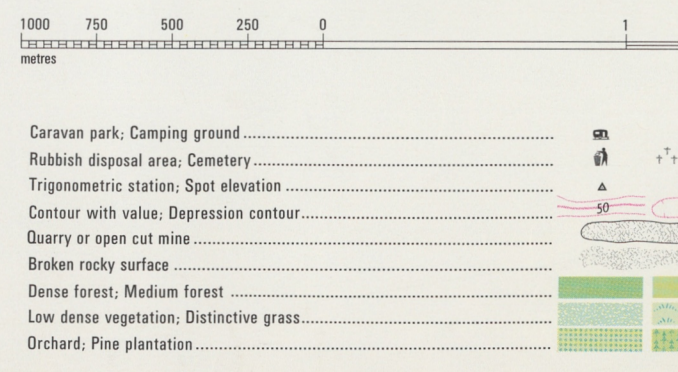 1000 750 500 250 0 1
metres
Caravan park; Camping ground
Rubbish disposal area; Cemetery
Trigonometric station; Spot elevation
Contour with value; Depression contour 50
Quarry or open cut mine
Broken rocky surface
Dense forest; Medium forest
Low dense vegetation; Distinctive grass
Orchard; Pine plantation